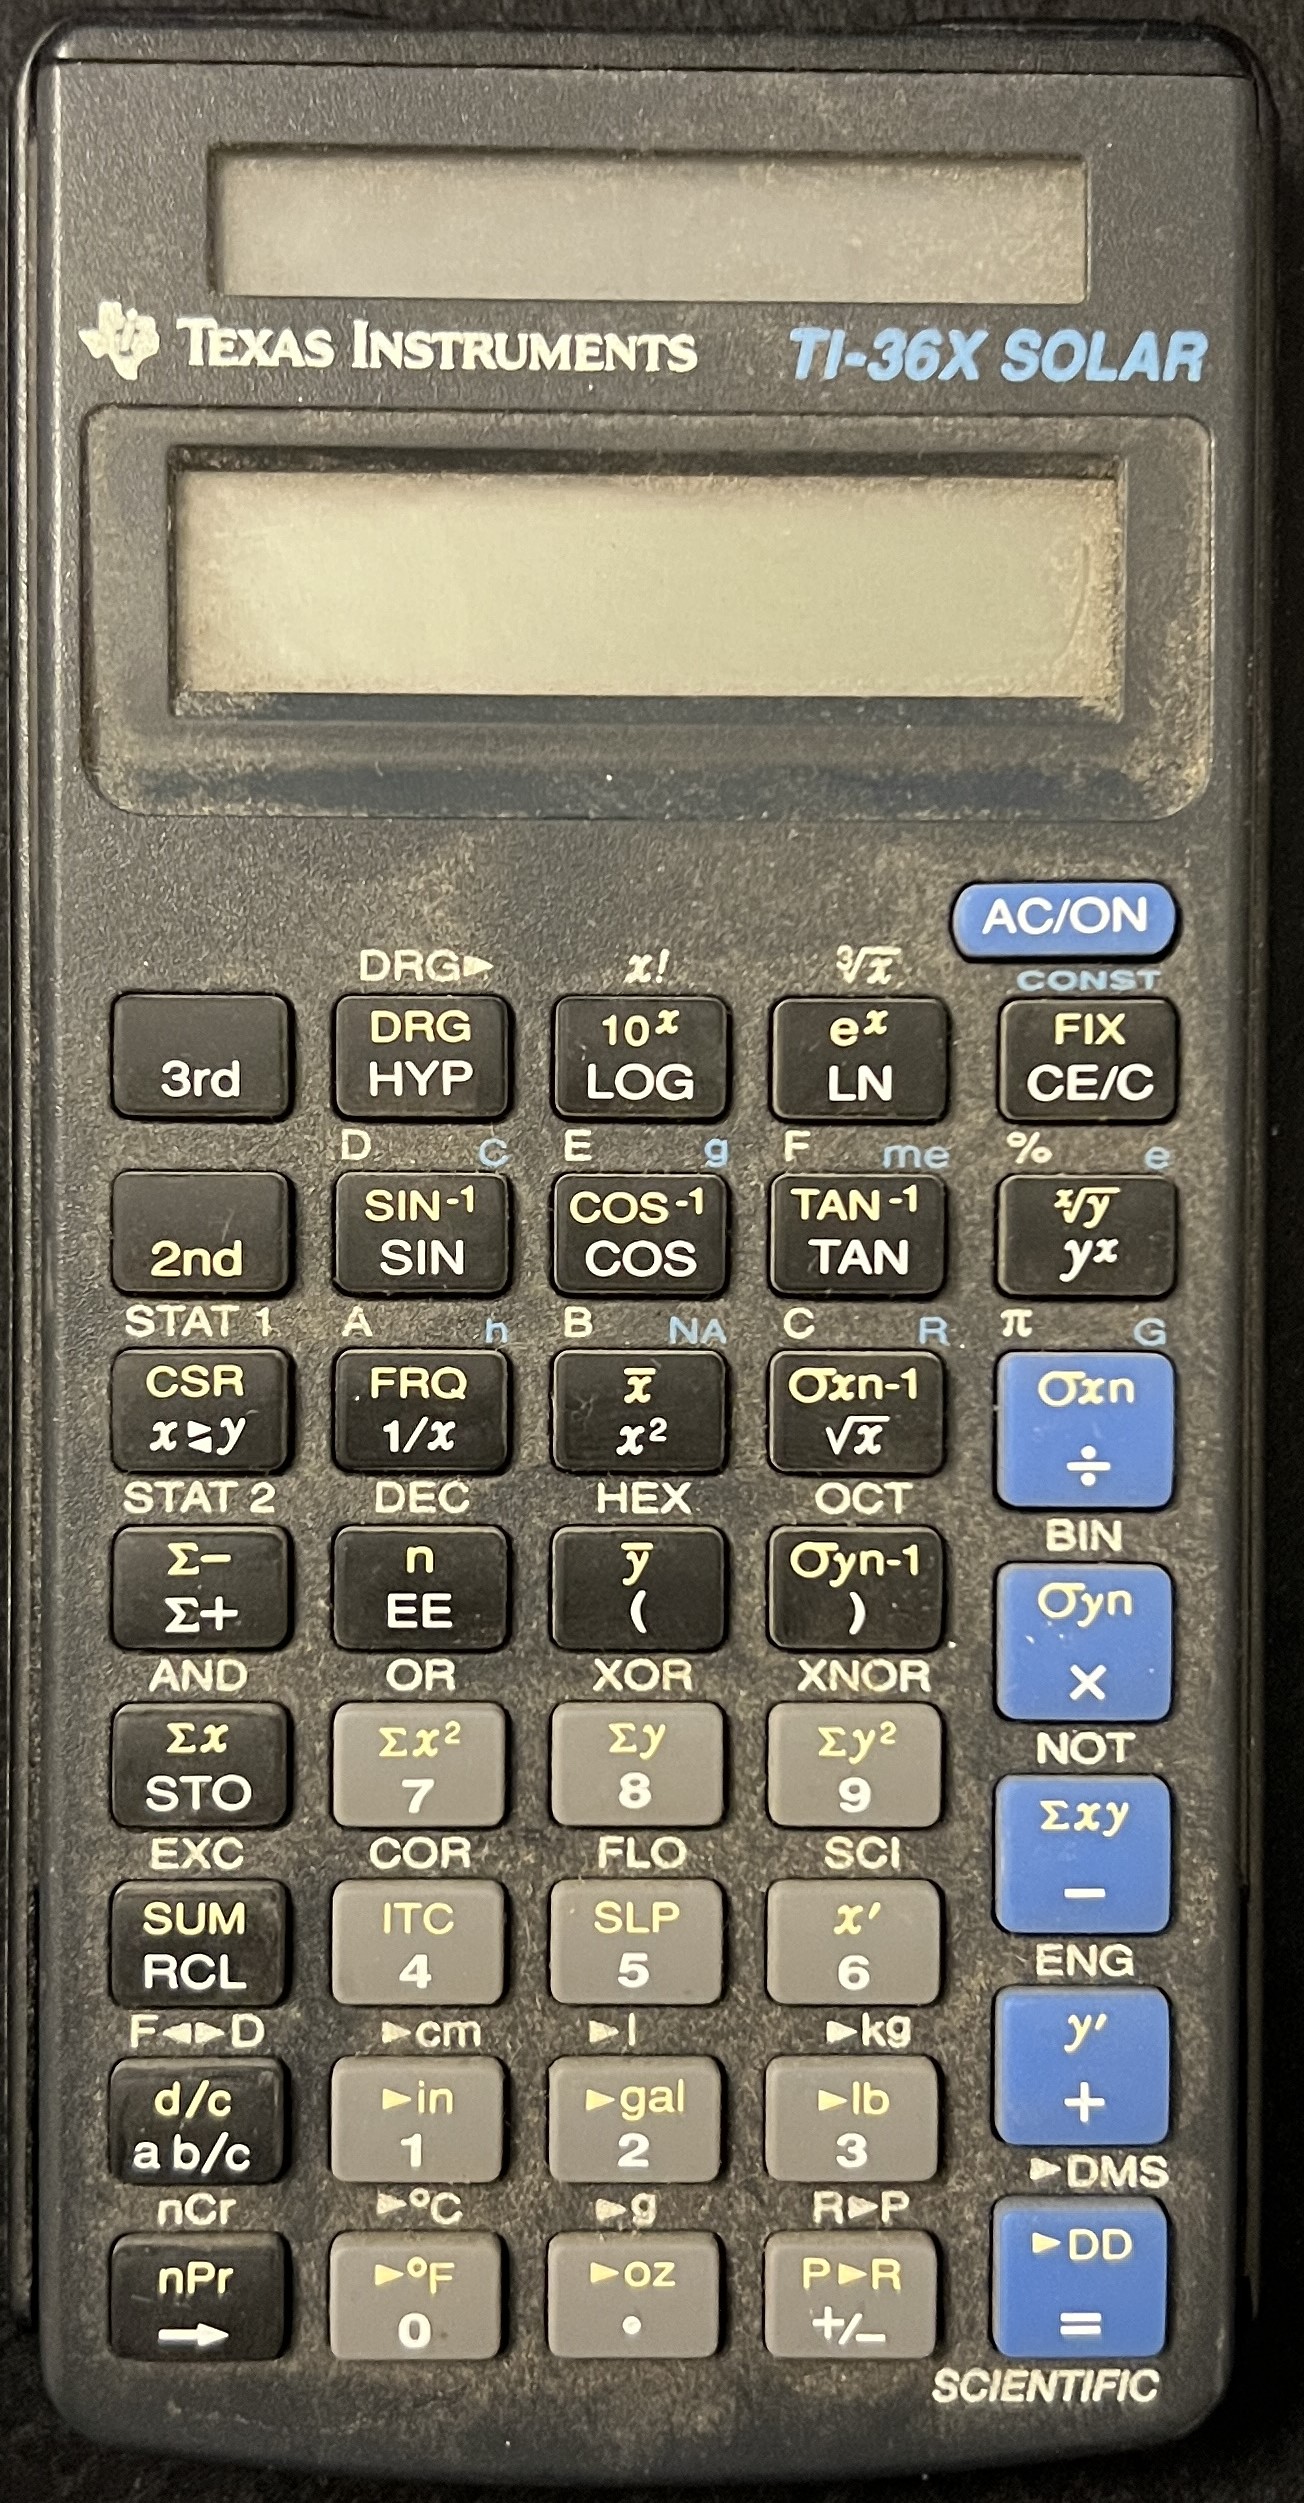 TEXAS INSTRUMENTS TI-36X SOLAR
AC/ON
DRG► x! ³√x CONST
DRG 10ˣ eˣ FIX
3rd HYP LOG LN CE/C
D c E g F me % e
SIN-1 COS-1 TAN-1 ˣ√y
2nd SIN COS TAN yˣ
STAT 1 A h B NA C R π G
CSR FRQ x̅ σxn-1 σxn
x⇄y 1/x x² √x ÷
STAT 2 DEC HEX OCT BIN
Σ− n y̅ σyn-1 σyn
Σ+ EE ( ) ×
AND OR XOR XNOR NOT
Σx Σx² Σy Σy² Σxy
STO 7 8 9 −
EXC COR FLO SCI ENG
SUM ITC SLP x′ y′
RCL 4 5 6 +
F◄►D ►cm ►l ►kg ►DMS
d/c ►in ►gal ►lb ►DD
a b/c 1 2 3 =
nCr ►°C ►g R►P
nPr ►°F ►oz P►R
→ 0 . +/−
SCIENTIFIC